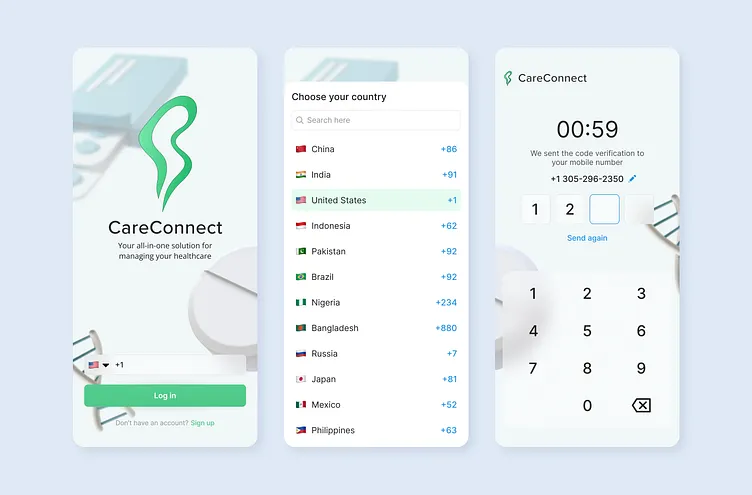 CareConnect
Your all-in-one solution for
managing your healthcare
+1
Log in
Don't have an account? Sign up
Choose your country
Search here
China +86
India +91
United States +1
Indonesia +62
Pakistan +92
Brazil +92
Nigeria +234
Bangladesh +880
Russia +7
Japan +81
Mexico +52
Philippines +63
CareConnect
00:59
We sent the code verification to
your mobile number
+1 305-296-2350
1 2
Send again
1 2 3
4 5 6
7 8 9
0